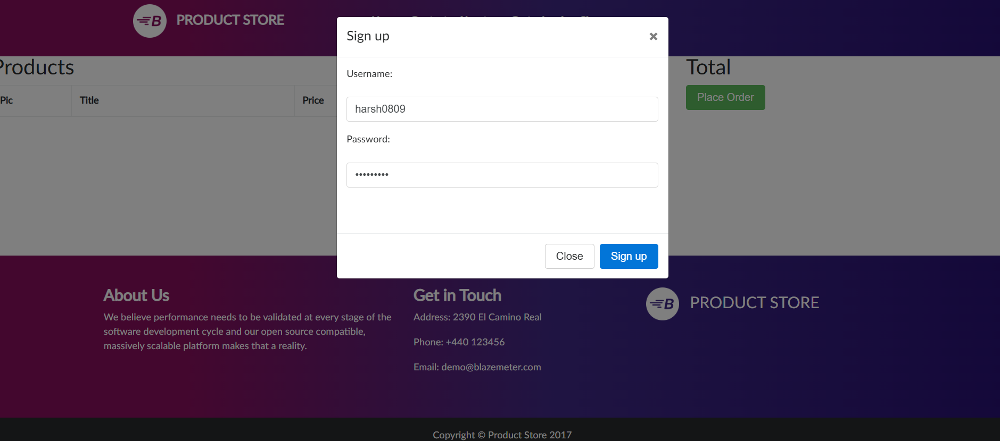 B PRODUCT STORE
Sign up ×
Products
Total
Username:
Pic Title Price
Place Order
harsh0809
Password:
•••••••••
Close Sign up
About Us
We believe performance needs to be validated at every stage of the
software development cycle and our open source compatible,
massively scalable platform makes that a reality.
Get in Touch
Address: 2390 El Camino Real
Phone: +440 123456
Email: demo@blazemeter.com
B PRODUCT STORE
Copyright © Product Store 2017